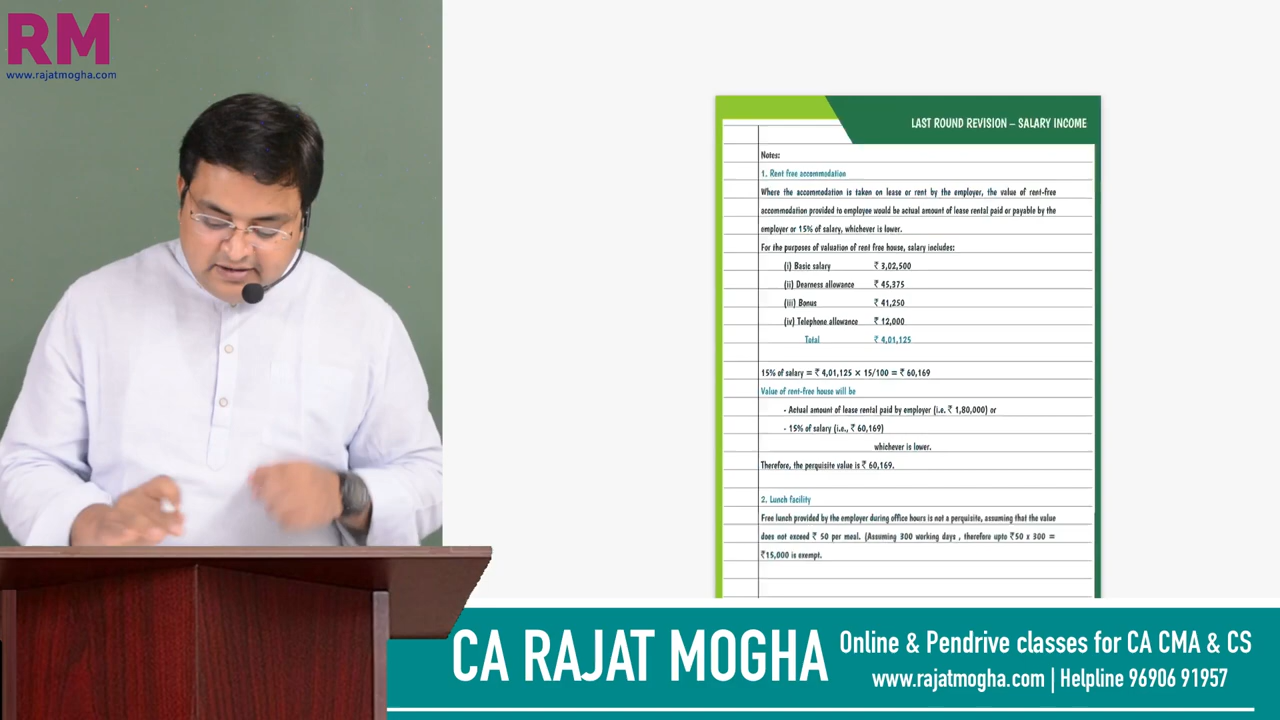 RM
www.rajatmogha.com
LAST ROUND REVISION – SALARY INCOME
Notes:
1. Rent free accommodation
Where the accommodation is taken on lease or rent by the employer, the value of rent-free
accommodation provided to employee would be actual amount of lease rental paid or payable by the
employer or 15% of salary, whichever is lower.
For the purposes of valuation of rent free house, salary includes:
(i) Basic salary ₹ 3,02,500
(ii) Dearness allowance ₹ 45,375
(iii) Bonus ₹ 41,250
(iv) Telephone allowance ₹ 12,000
Total ₹ 4,01,125
15% of salary = ₹ 4,01,125 × 15/100 = ₹ 60,169
Value of rent-free house will be
- Actual amount of lease rental paid by employer (i.e. ₹ 1,80,000) or
- 15% of salary (i.e., ₹ 60,169)
whichever is lower.
Therefore, the perquisite value is ₹ 60,169.
2. Lunch facility
Free lunch provided by the employer during office hours is not a perquisite, assuming that the value
does not exceed ₹ 50 per meal. (Assuming 300 working days , therefore upto ₹50 x 300 =
₹15,000 is exempt.
CA RAJAT MOGHA
Online & Pendrive classes for CA CMA & CS
www.rajatmogha.com | Helpline 96906 91957